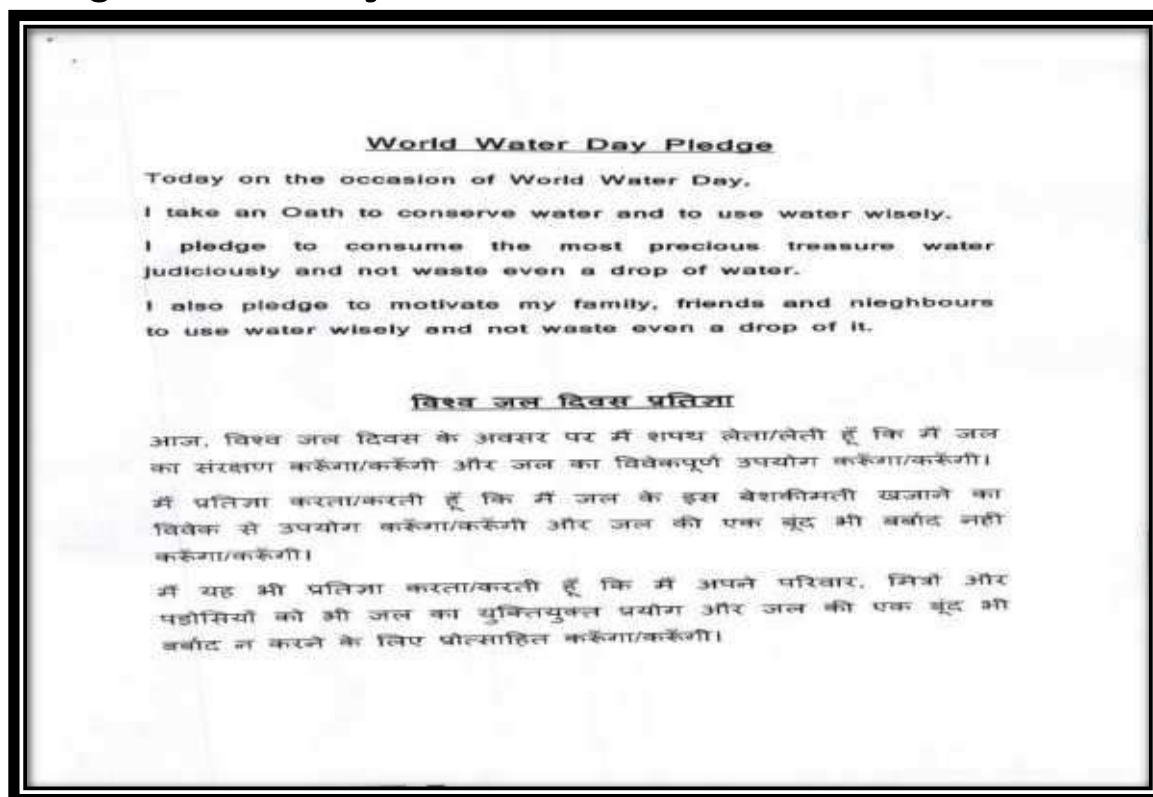 World Water Day Pledge
Today on the occasion of World Water Day,
I take an Oath to conserve water and to use water wisely.
I pledge to consume the most precious treasure water
judiciously and not waste even a drop of water.
I also pledge to motivate my family, friends and nieghbours
to use water wisely and not waste even a drop of it.
विश्व जल दिवस प्रतिज्ञा
आज, विश्व जल दिवस के अवसर पर मैं शपथ लेता/लेती हूँ कि मैं जल
का संरक्षण करूँगा/करूँगी और जल का विवेकपूर्ण उपयोग करूँगा/करूँगी।
मैं प्रतिज्ञा करता/करती हूँ कि मैं जल के इस बेशकीमती खजाने का
विवेक से उपयोग करूँगा/करूँगी और जल की एक बूंद भी बर्बाद नहीं
करूँगा/करूँगी।
मैं यह भी प्रतिज्ञा करता/करती हूँ कि मैं अपने परिवार, मित्रों और
पड़ोसियों को भी जल का युक्तियुक्त प्रयोग और जल की एक बूंद भी
बर्बाद न करने के लिए प्रोत्साहित करूँगा/करूँगी।